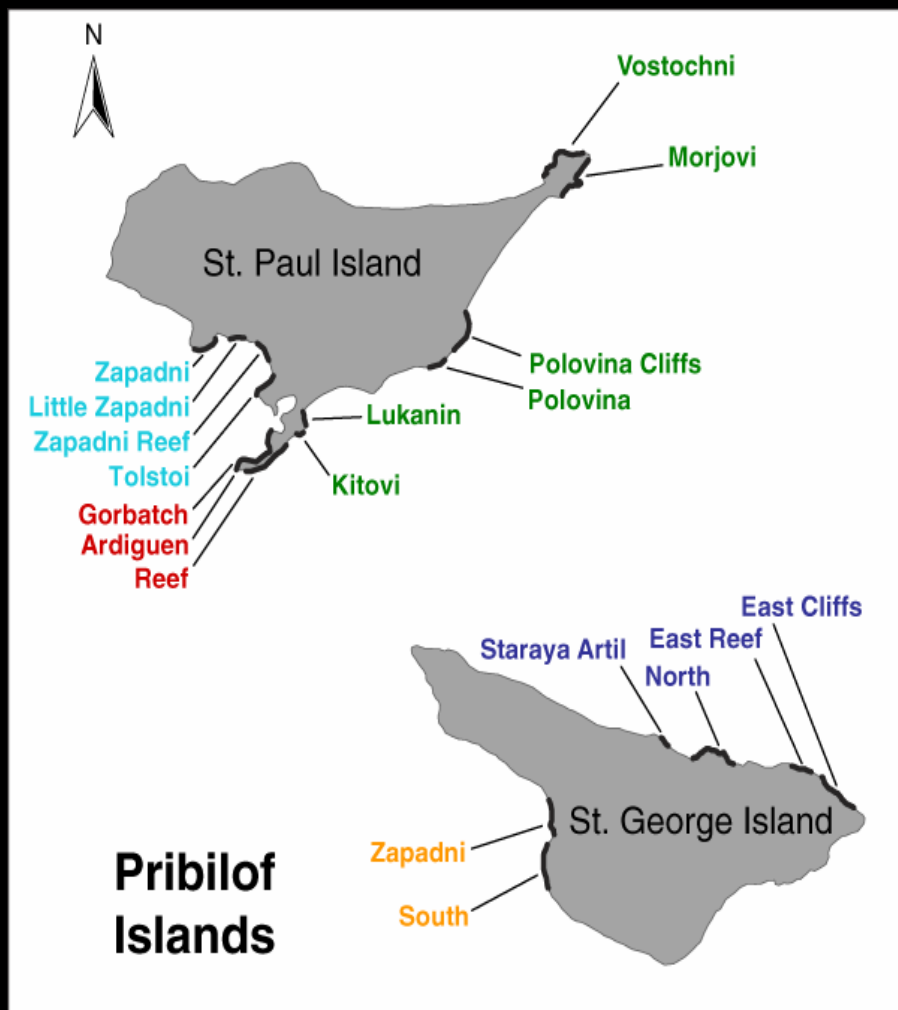 N
Vostochni
Morjovi
St. Paul Island
Zapadni
Little Zapadni
Zapadni Reef
Tolstoi
Gorbatch
Ardiguen
Reef
Polovina Cliffs
Polovina
Lukanin
Kitovi
East Cliffs
East Reef
Staraya Artil
North
St. George Island
Zapadni
South
Pribilof
Islands